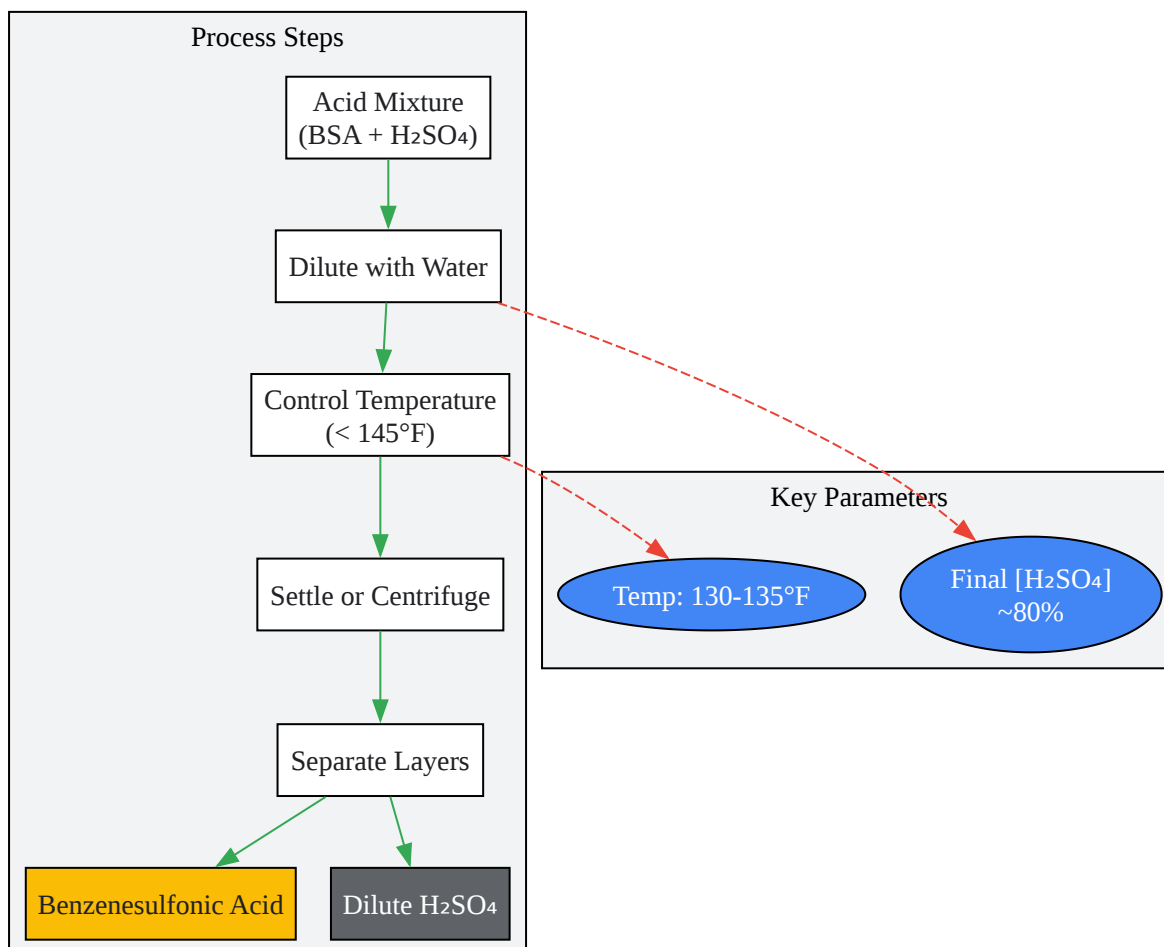 Process Steps
Acid Mixture
(BSA + H₂SO₄)
Dilute with Water
Control Temperature
(< 145°F)
Settle or Centrifuge
Separate Layers
Benzenesulfonic Acid
Dilute H₂SO₄
Key Parameters
Temp: 130-135°F
Final [H₂SO₄]
~80%